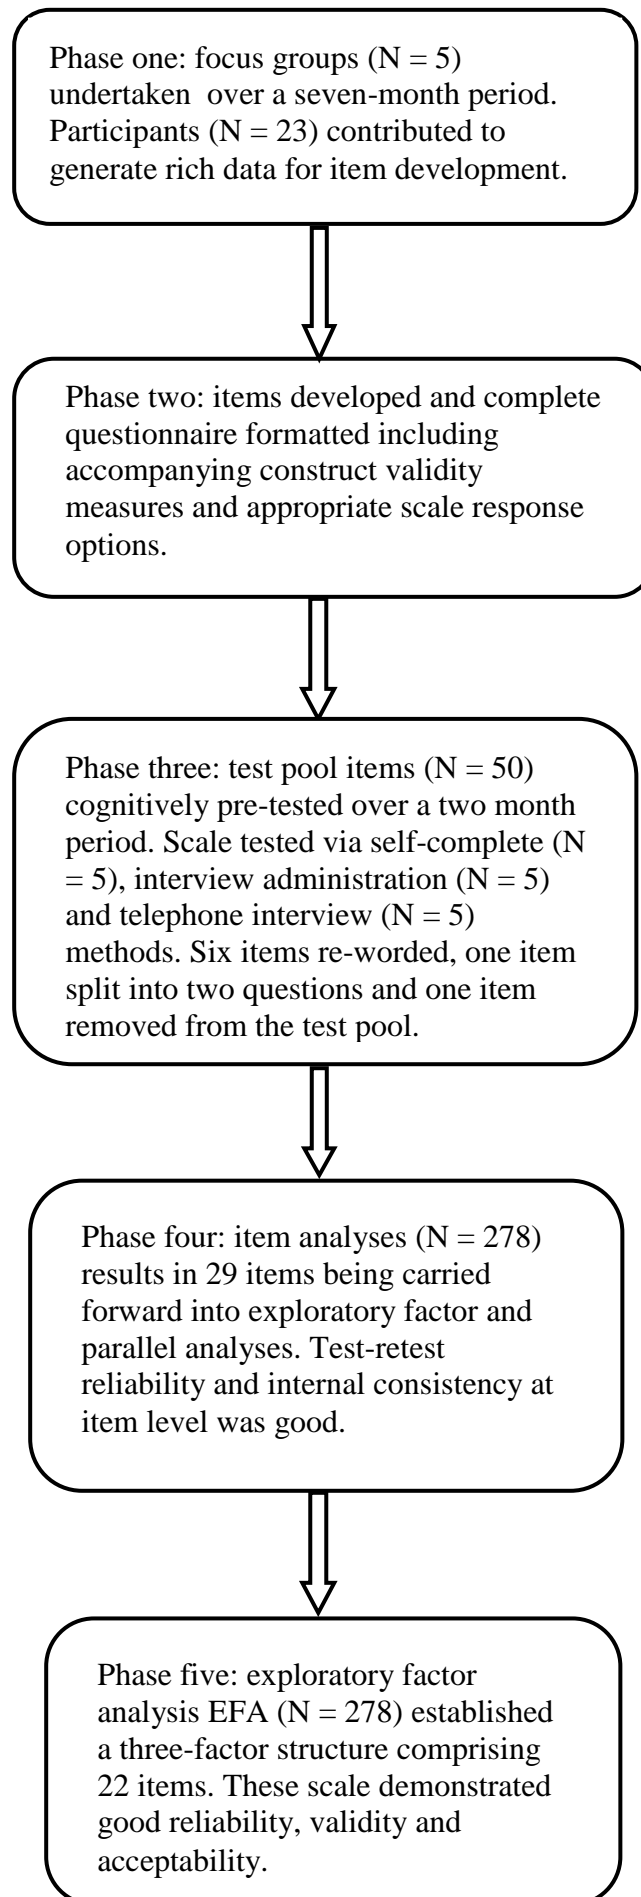 Phase one: focus groups (N = 5)
undertaken  over a seven-month period.
Participants (N = 23) contributed to
generate rich data for item development.
Phase two: items developed and complete
questionnaire formatted including
accompanying construct validity
measures and appropriate scale response
options.
Phase three: test pool items (N = 50)
cognitively pre-tested over a two month
period. Scale tested via self-complete (N
= 5), interview administration (N = 5)
and telephone interview (N = 5)
methods. Six items re-worded, one item
split into two questions and one item
removed from the test pool.
Phase four: item analyses (N = 278)
results in 29 items being carried
forward into exploratory factor and
parallel analyses. Test-retest
reliability and internal consistency at
item level was good.
Phase five: exploratory factor
analysis EFA (N = 278) established
a three-factor structure comprising
22 items. These scale demonstrated
good reliability, validity and
acceptability.